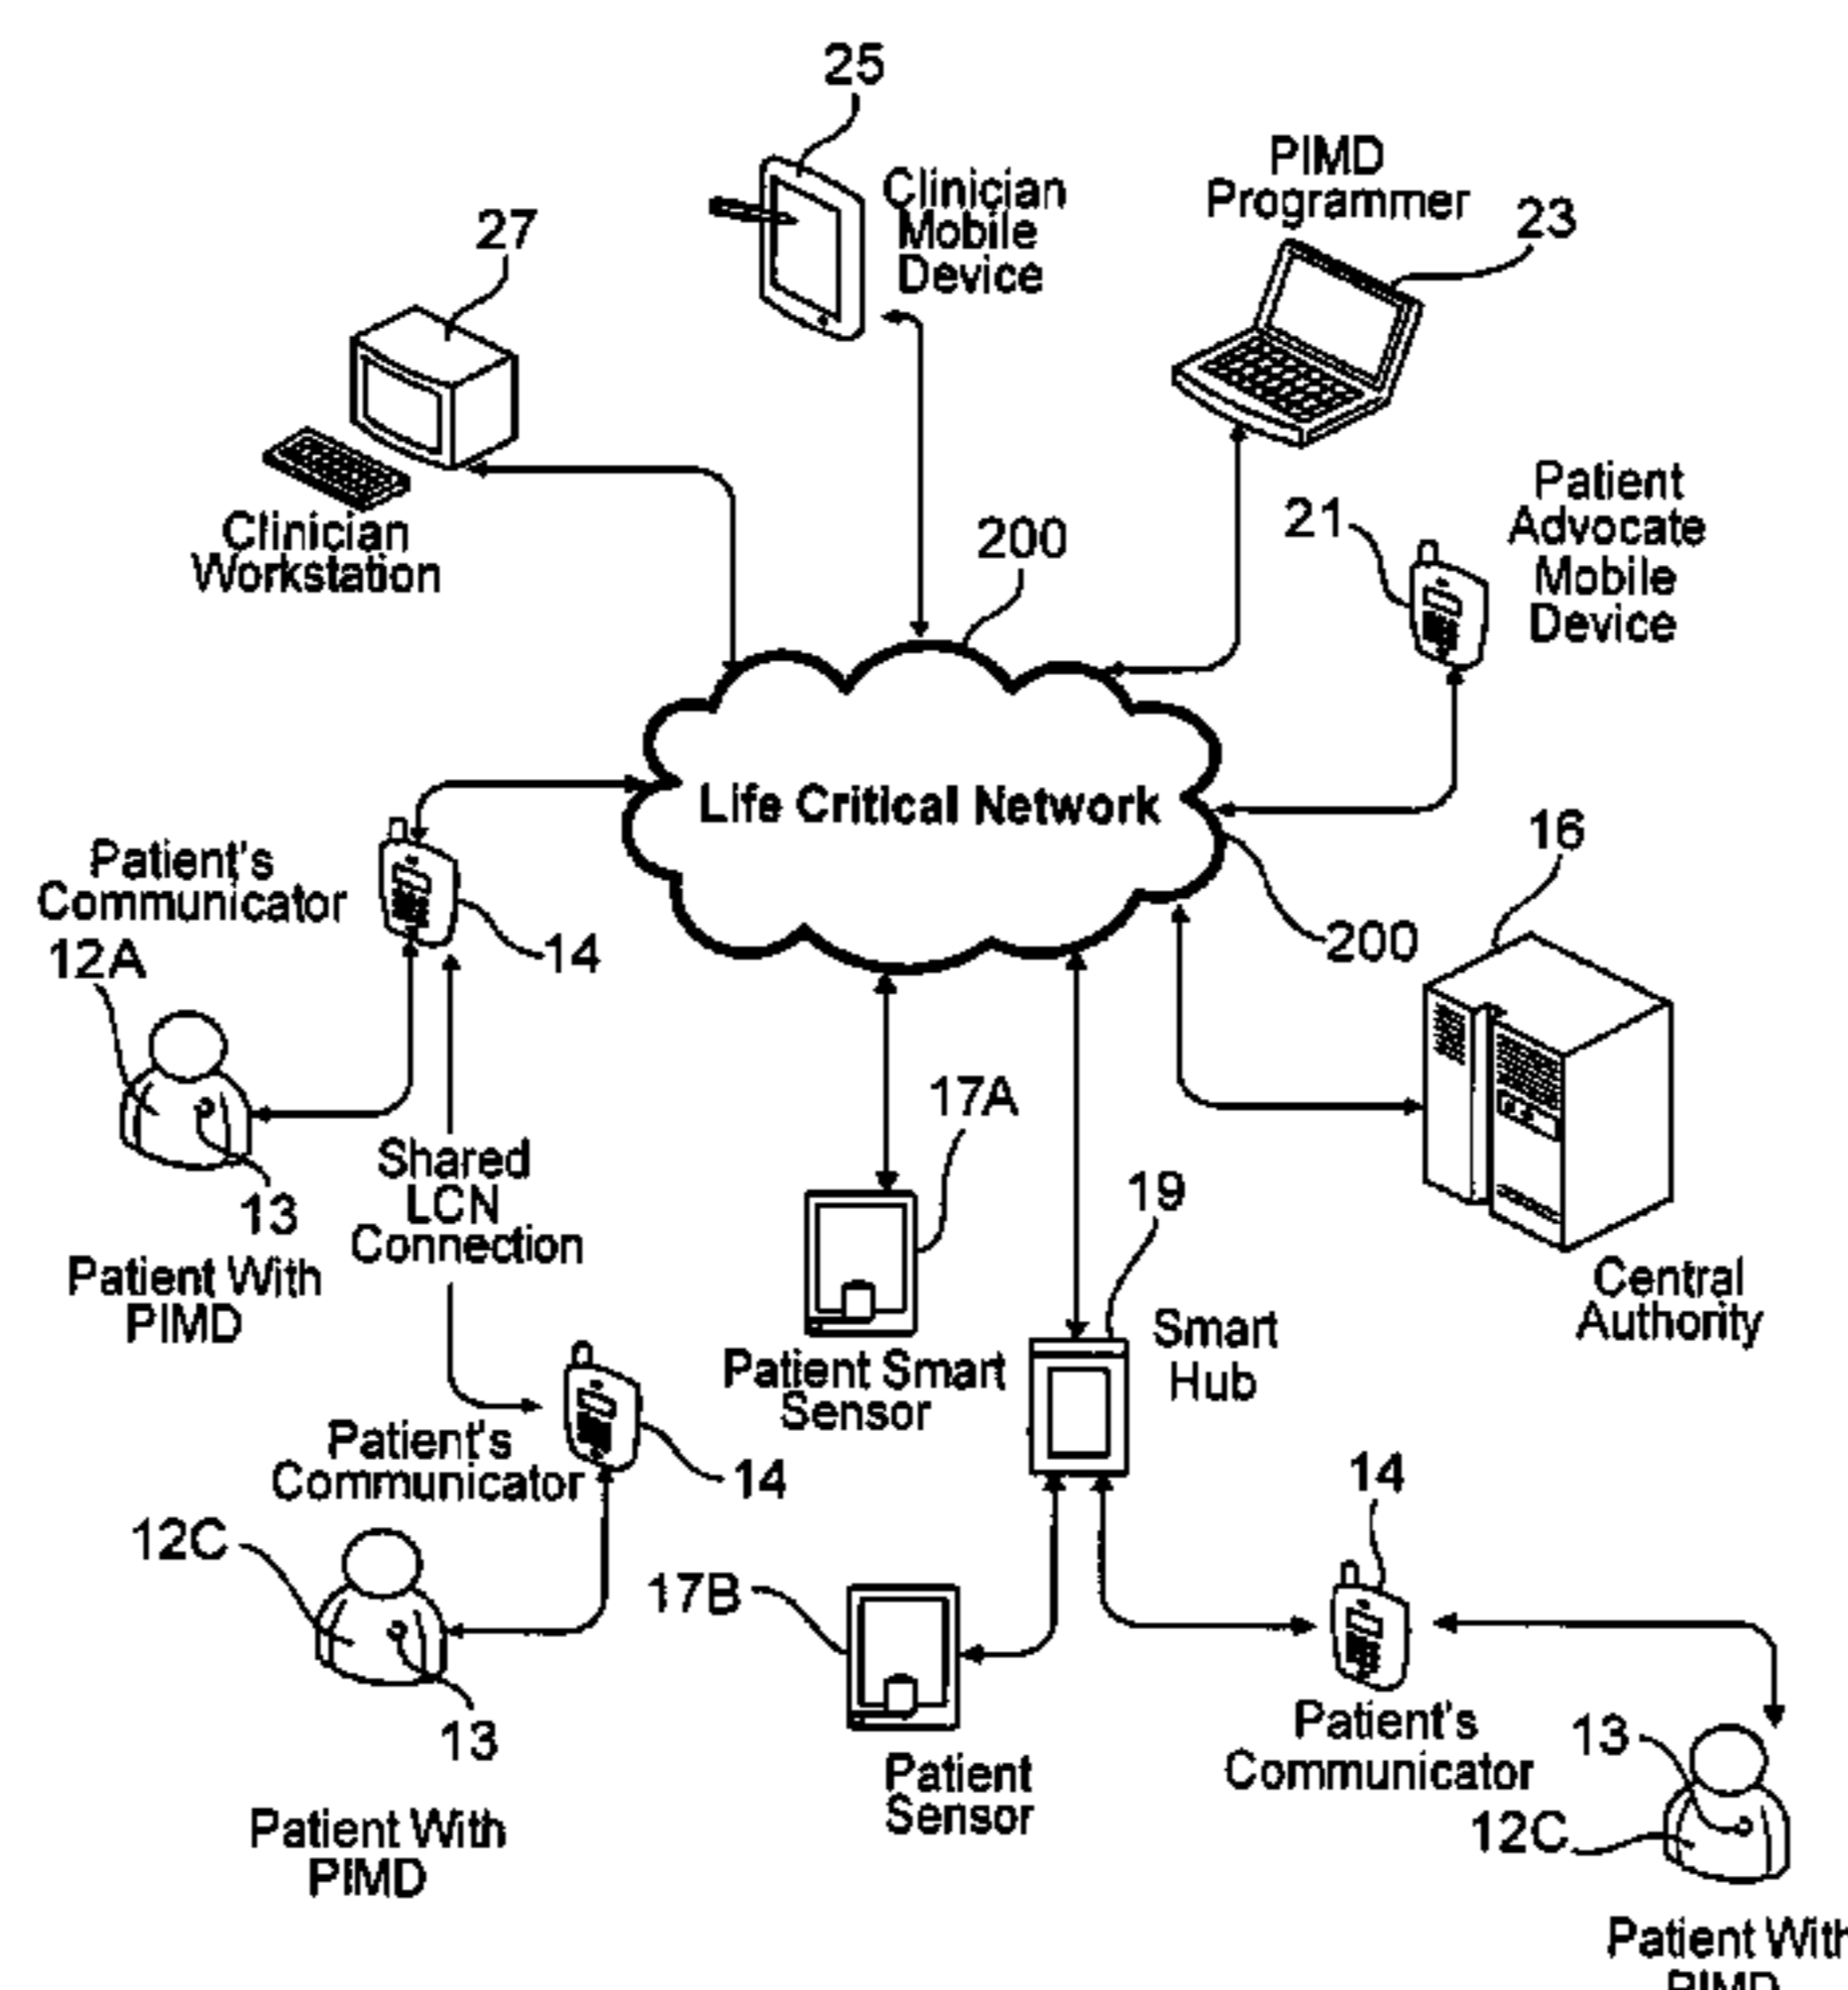 25
PIMD
Programmer
Clinician
Mobile
Device
23
27
Patient
Advocate
Mobile
Device
21
Clinician
Workstation
200
Life Critical Network
16
Patient's
Communicator
12A
14
200
13
Patient With
PIMD
Shared
LCN
Connection
17A
19
Central
Authority
Smart
Hub
Patient Smart
Sensor
Patient's
Communicator
14
14
12C
17B
13
Patient With
PIMD
Patient
Sensor
Patient's
Communicator
13
12C
Patient With
PIMD